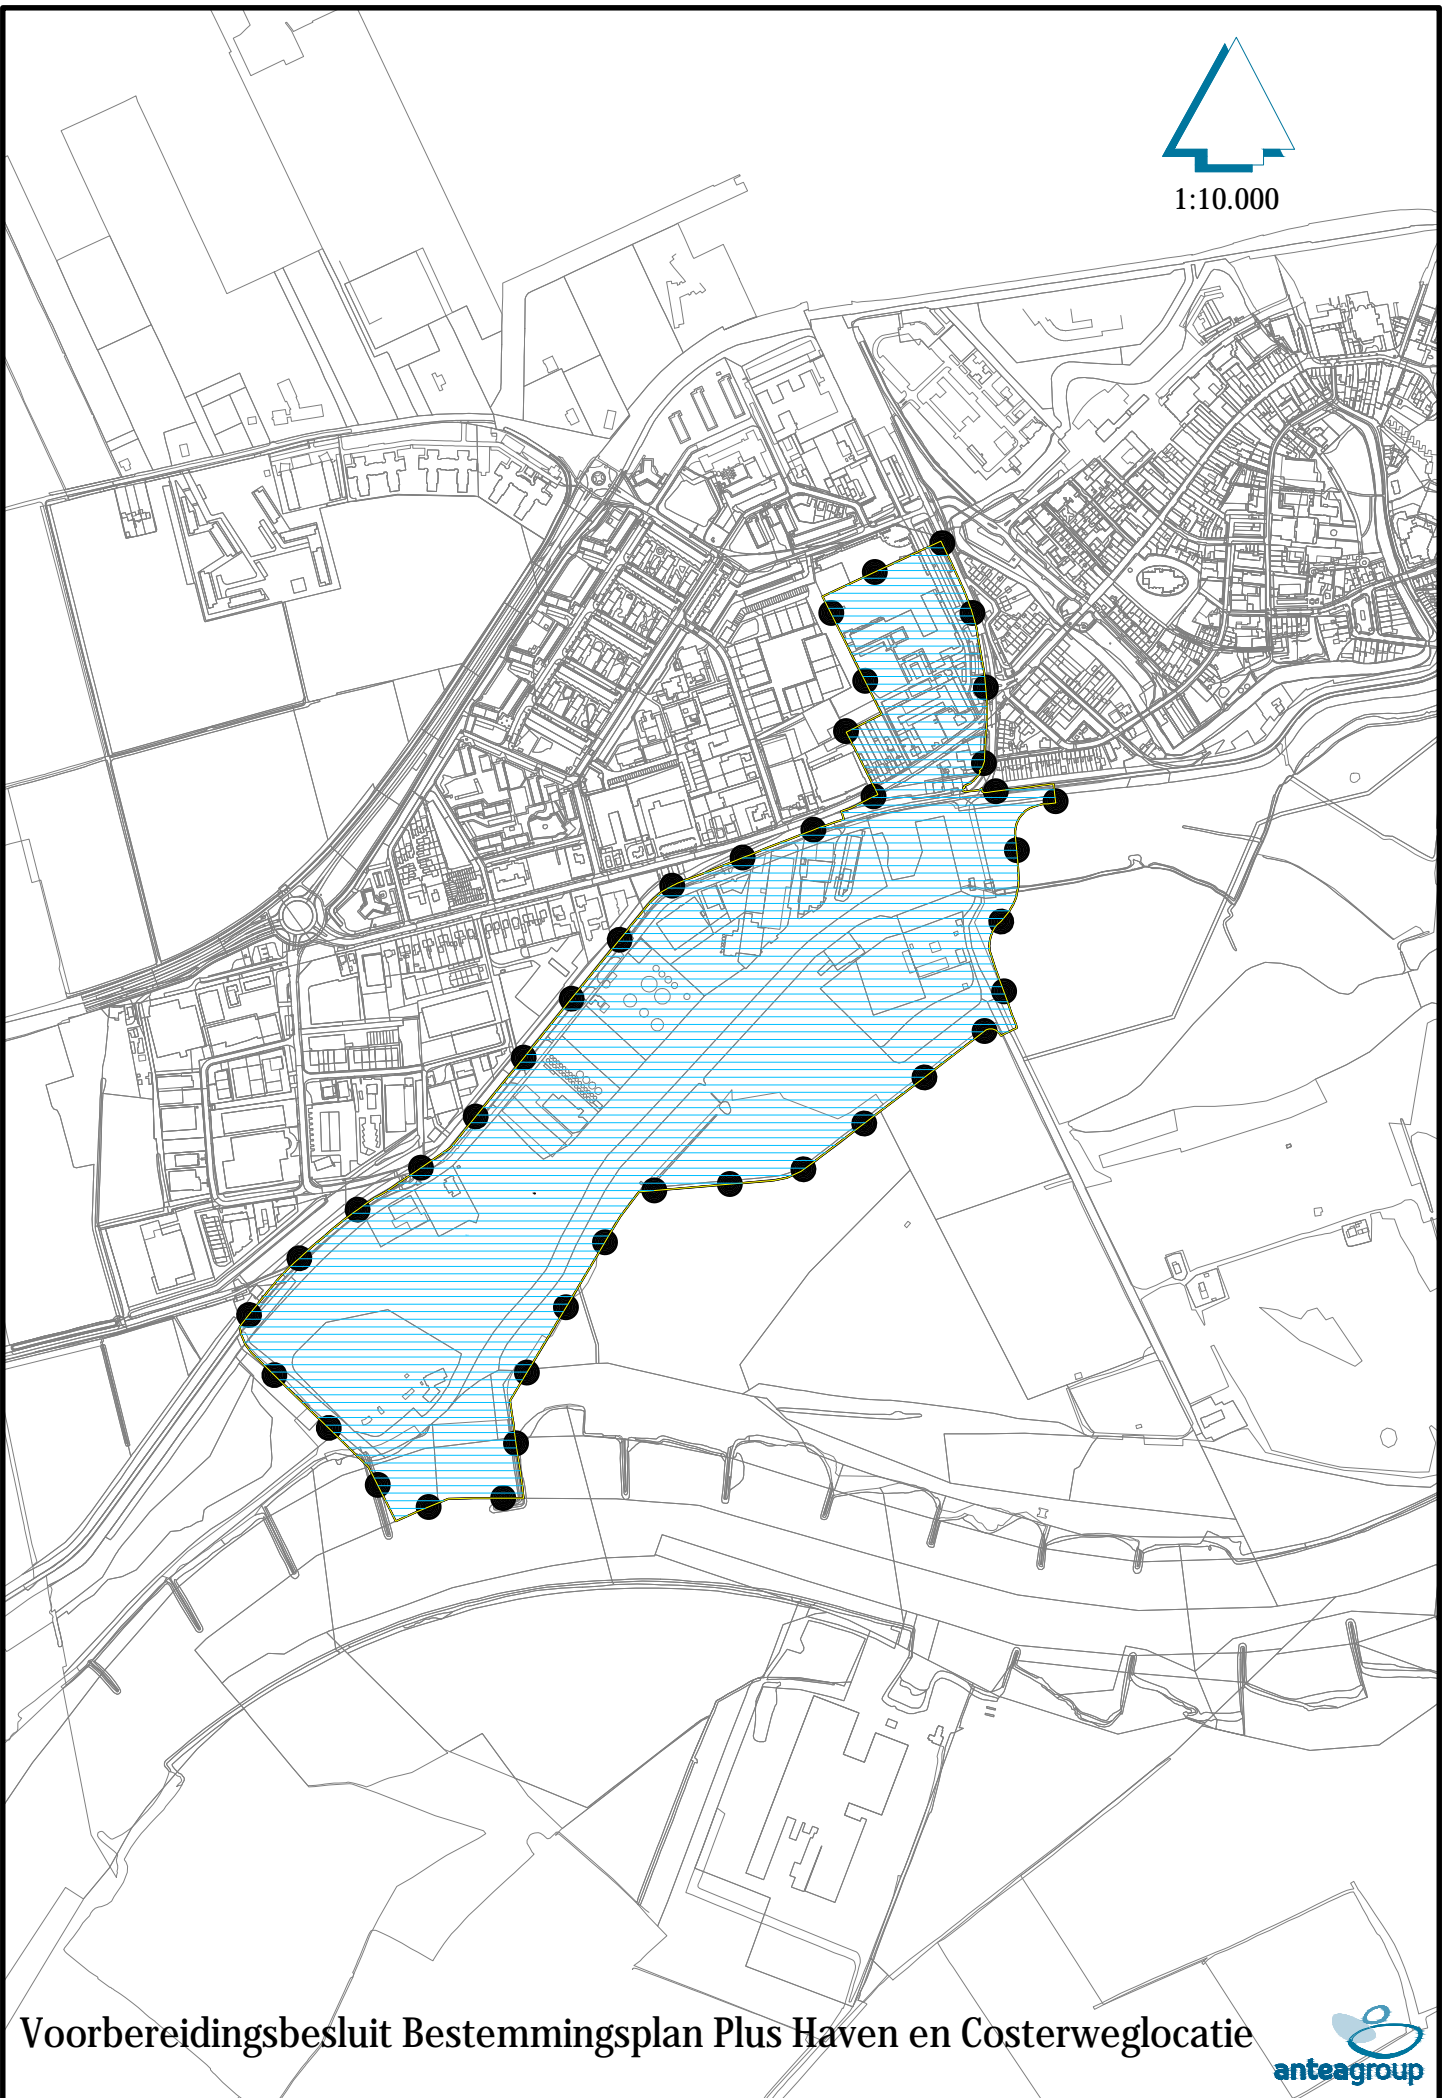 1:10.000
Voorbereidingsbesluit Bestemmingsplan Plus Haven en Costerweglocatie
anteagroup